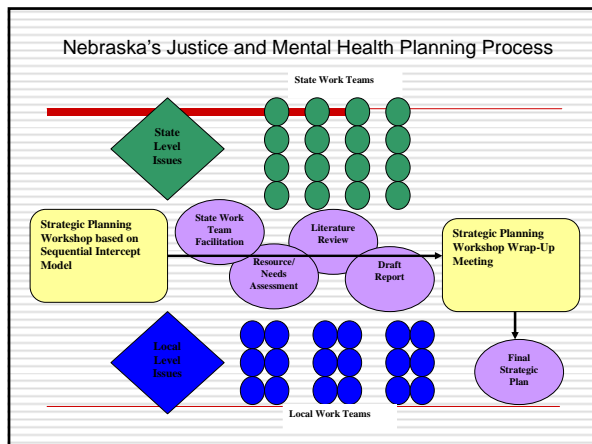 Nebraska's Justice and Mental Health Planning Process
State Work Teams
State
Level
Issues
Strategic Planning
Workshop based on
Sequential Intercept
Model
State Work
Team
Facilitation
Literature
Review
Resource/
Needs
Assessment
Draft
Report
Strategic Planning
Workshop Wrap-Up
Meeting
Local
Level
Issues
Final
Strategic
Plan
Local Work Teams